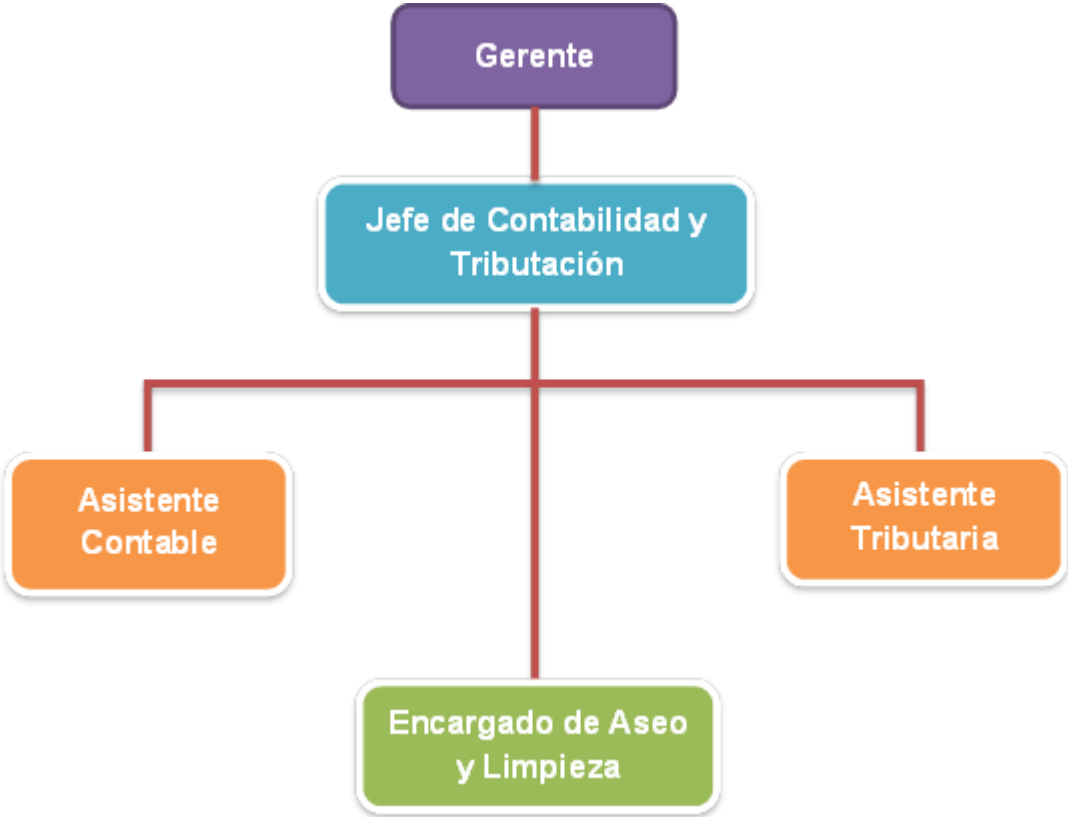 Gerente
Jefe de Contabilidad y
Tributación
Asistente
Contable
Asistente
Tributaria
Encargado de Aseo
y Limpieza